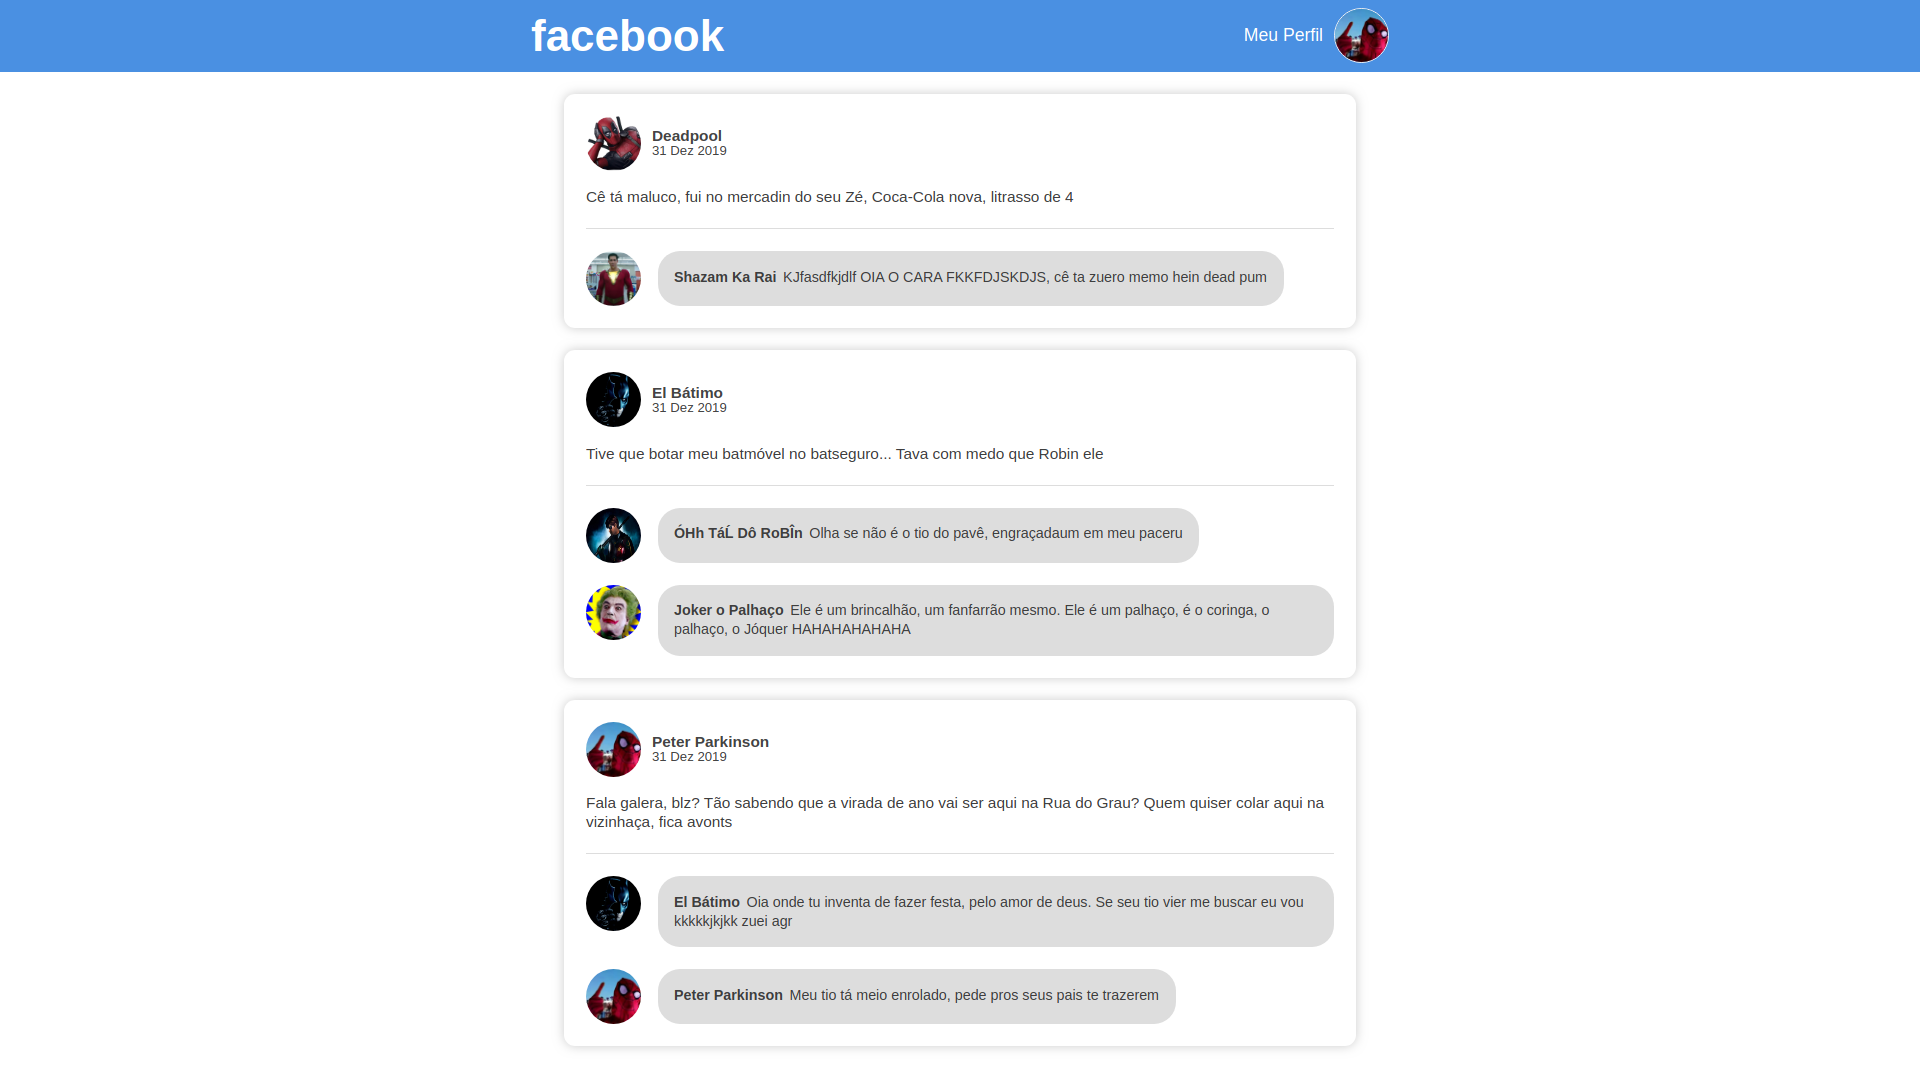 facebook
Meu Perfil
Deadpool
31 Dez 2019
Cê tá maluco, fui no mercadin do seu Zé, Coca-Cola nova, litrasso de 4
Shazam Ka Rai KJfasdfkjdlf OIA O CARA FKKFDJSKDJS, cê ta zuero memo hein dead pum
El Bátimo
31 Dez 2019
Tive que botar meu batmóvel no batseguro... Tava com medo que Robin ele
ÓHh TáĹ Dô RoBÎn Olha se não é o tio do pavê, engraçadaum em meu paceru
Joker o Palhaço Ele é um brincalhão, um fanfarrão mesmo. Ele é um palhaço, é o coringa, o
palhaço, o Jóquer HAHAHAHAHAHA
Peter Parkinson
31 Dez 2019
Fala galera, blz? Tão sabendo que a virada de ano vai ser aqui na Rua do Grau? Quem quiser colar aqui na
vizinhaça, fica avonts
El Bátimo Oia onde tu inventa de fazer festa, pelo amor de deus. Se seu tio vier me buscar eu vou
kkkkkjkjkk zuei agr
Peter Parkinson Meu tio tá meio enrolado, pede pros seus pais te trazerem